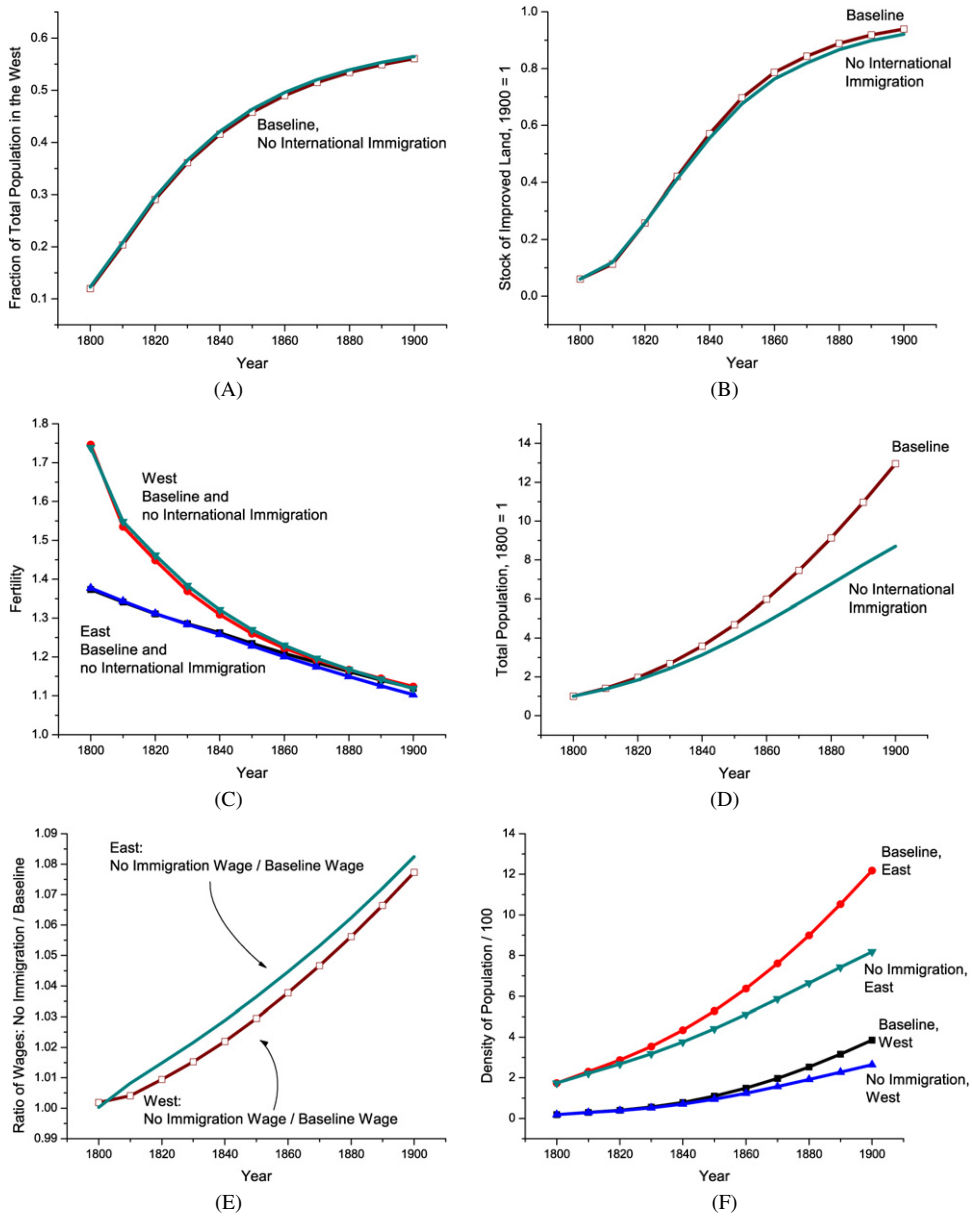 0.6
0.5
0.4
0.3
0.2
0.1
Fraction of Total Population in the West
Baseline,
No International Immigration
1800
1820
1840
1860
1880
1900
Year
(A)
1.0
0.8
0.6
0.4
0.2
0.0
Stock of Improved Land, 1900 = 1
Baseline
No International
Immigration
1800
1820
1840
1860
1880
1900
Year
(B)
1.8
1.7
1.6
1.5
1.4
1.3
1.2
1.1
1.0
Fertility
West
Baseline and
no International Immigration
East
Baseline and
no International Immigration
1800
1820
1840
1860
1880
1900
Year
(C)
14
12
10
8
6
4
2
0
Total Population, 1800 = 1
Baseline
No International
Immigration
1800
1820
1840
1860
1880
1900
Year
(D)
1.09
1.08
1.07
1.06
1.05
1.04
1.03
1.02
1.01
1.00
0.99
Ratio of Wages: No Immigration / Baseline
East:
No Immigration Wage / Baseline Wage
West:
No Immigration Wage / Baseline Wage
1800
1820
1840
1860
1880
1900
Year
(E)
14
12
10
8
6
4
2
0
Density of Population / 100
Baseline,
East
No Immigration,
East
Baseline,
West
No Immigration,
West
1800
1820
1840
1860
1880
1900
Year
(F)